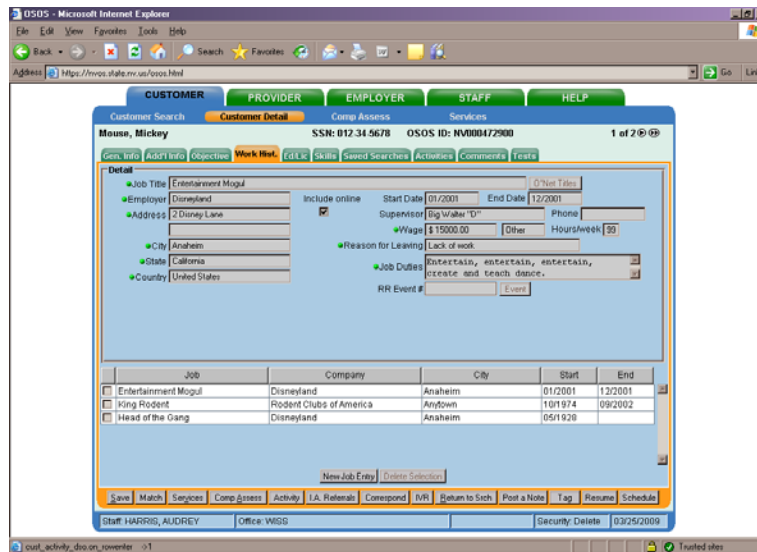 OSOS - Microsoft Internet Explorer
File Edit View Favorites Tools Help
Back Search Favorites
Address https://nvos.state.nv.us/osos.html Go Lin
CUSTOMER PROVIDER EMPLOYER STAFF HELP
Customer Search Customer Detail Comp Assess Services
Mouse, Mickey SSN: 012-34-5678 OSOS ID: NV000472900 1 of 2
Gen. Info Add'l Info Objective Work Hist. Ed/Lic Skills Saved Searches Activities Comments Tests
Detail
Job Title Entertainment Mogul O'Net Titles
Employer Disneyland Include online Start Date 01/2001 End Date 12/2001
Address 2 Disney Lane Supervisor Big Walter "D" Phone
Wage $ 15000.00 Other Hours/week 99
City Anaheim Reason for Leaving Lack of work
State California Job Duties Entertain, entertain, entertain,
create and teach dance.
Country United States
RR Event # Event
Job Company City Start End
Entertainment Mogul Disneyland Anaheim 01/2001 12/2001
King Rodent Rodent Clubs of America Anytown 10/1974 09/2002
Head of the Gang Disneyland Anaheim 05/1928
New Job Entry Delete Selection
Save Match Services Comp Assess Activity I.A. Referrals Correspond IVR Return to Srch Post a Note Tag Resume Schedule
Staff: HARRIS, AUDREY Office: WISS Security: Delete 03/25/2009
cust_activity_dso.on_rowenter ->1 Trusted sites